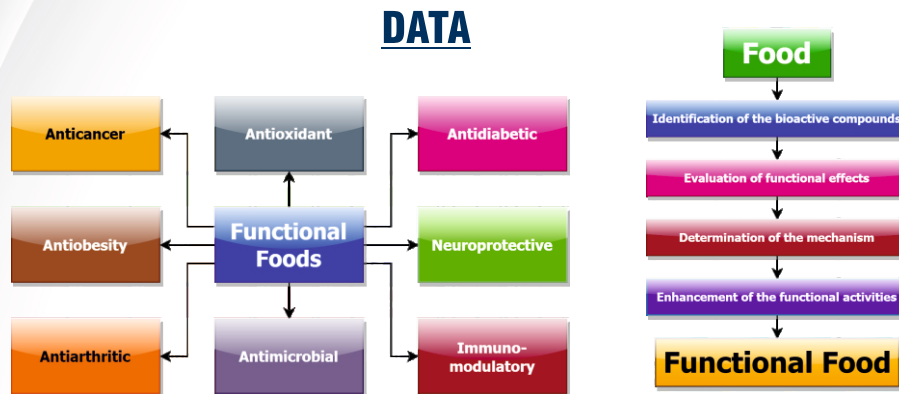 DATA
Anticancer
Antioxidant
Antidiabetic
Antiobesity
Functional
Foods
Neuroprotective
Antiarthritic
Antimicrobial
Immuno-
modulatory
Food
Identification of the bioactive compounds
Evaluation of functional effects
Determination of the mechanism
Enhancement of the functional activities
Functional Food